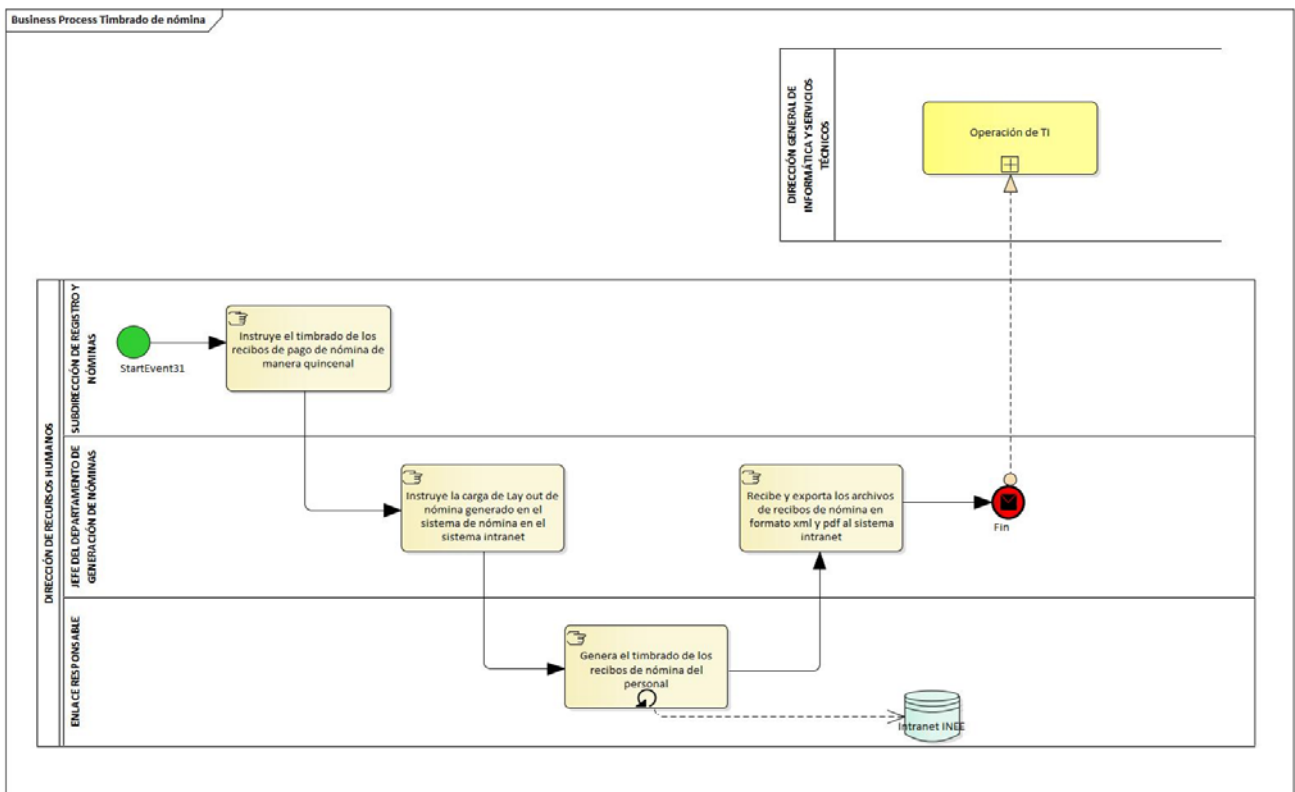 Business Process Timbrado de nómina
DIRECCIÓN GENERAL DE
INFORMÁTICA Y SERVICIOS
TÉCNICOS
Operación de TI
DIRECCIÓN DE RECURSOS HUMANOS
SUBDIRECCIÓN DE REGISTRO Y
NÓMINAS
StartEvent31
Instruye el timbrado de los
recibos de pago de nómina de
manera quincenal
JEFE DEL DEPARTAMENTO DE
GENERACIÓN DE NÓMINAS
Instruye la carga de Lay out de
nómina generado en el
sistema de nómina en el
sistema intranet
Recibe y exporta los archivos
de recibos de nómina en
formato xml y pdf al sistema
intranet
Fin
ENLACE RESPONSABLE
Genera el timbrado de los
recibos de nómina del
personal
Intranet INEE